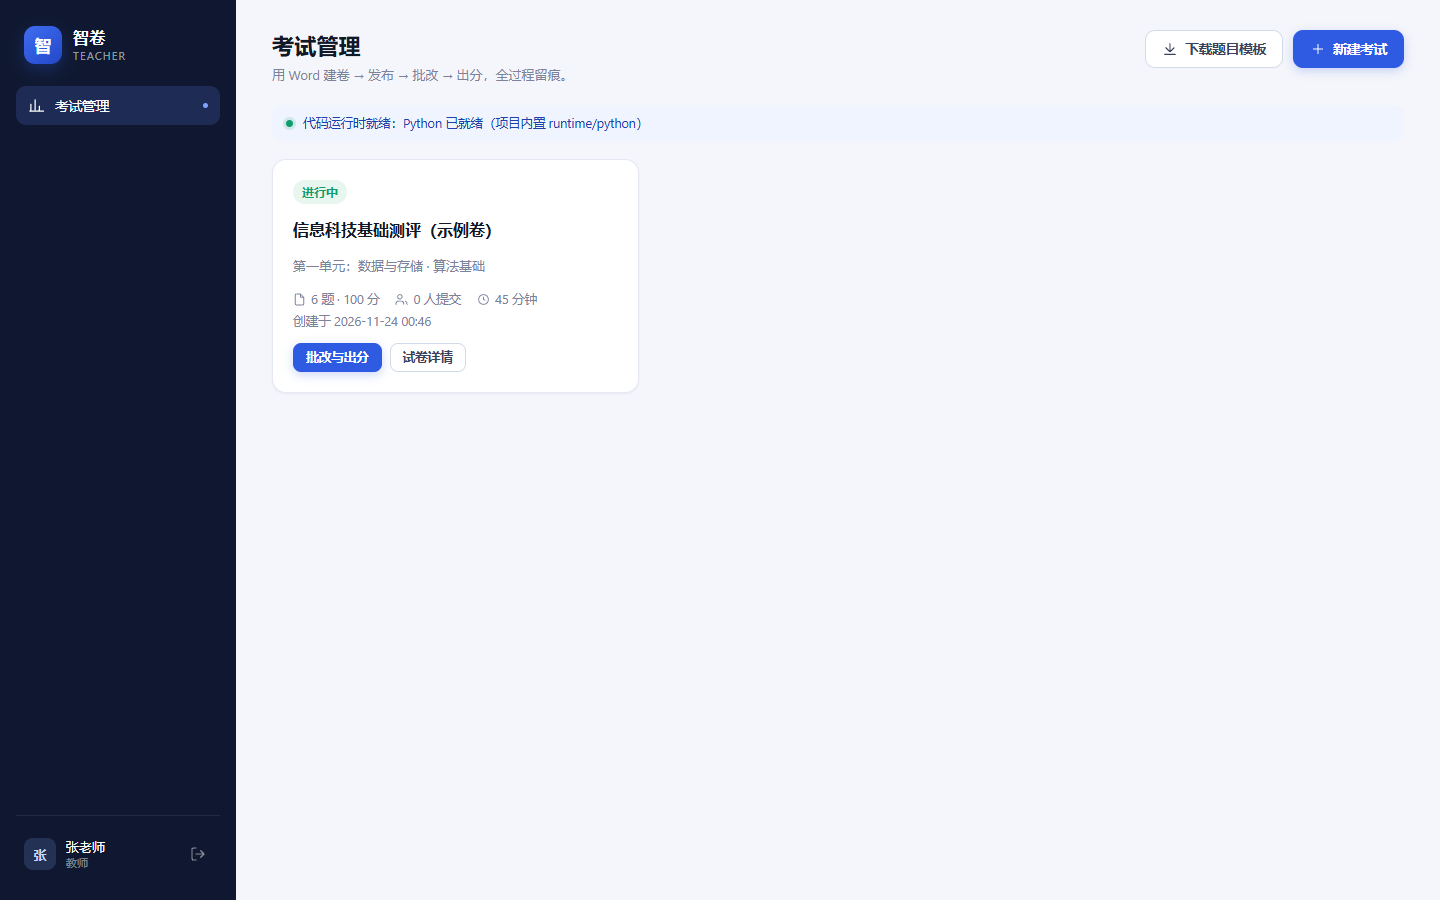 智
智卷
TEACHER
考试管理
张
张老师
教师
考试管理
用 Word 建卷 → 发布 → 批改 → 出分，全过程留痕。
下载题目模板
新建考试
代码运行时就绪：Python 已就绪（项目内置 runtime/python）
进行中
信息科技基础测评（示例卷）
第一单元：数据与存储 · 算法基础
6 题 · 100 分 0 人提交 45 分钟
创建于 2026-11-24 00:46
批改与出分 试卷详情